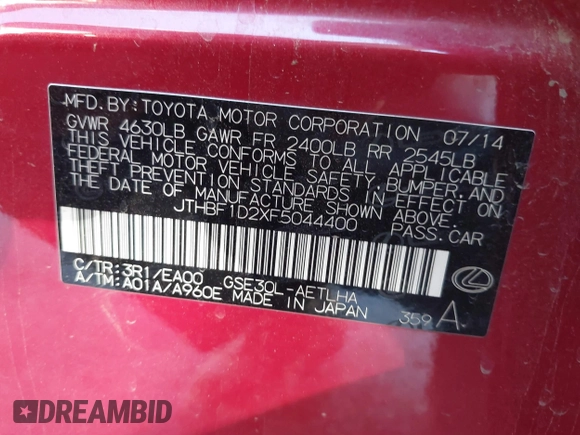 MFD. BY: TOYOTA MOTOR CORPORATION 07/14
GVWR 4630LB GAWR FR 2400LB RR 2545LB
THIS VEHICLE CONFORMS TO ALL APPLICABLE
FEDERAL MOTOR VEHICLE SAFETY, BUMPER, AND
THEFT PREVENTION STANDARDS IN EFFECT ON
THE DATE OF MANUFACTURE SHOWN ABOVE.
JTHBF1D2XF5044400 PASS.CAR
C/TR: 3R1/EA00 GSE30L-AETLHA
A/TM: A01A/A960E MADE IN JAPAN 359 A
DREAMBID